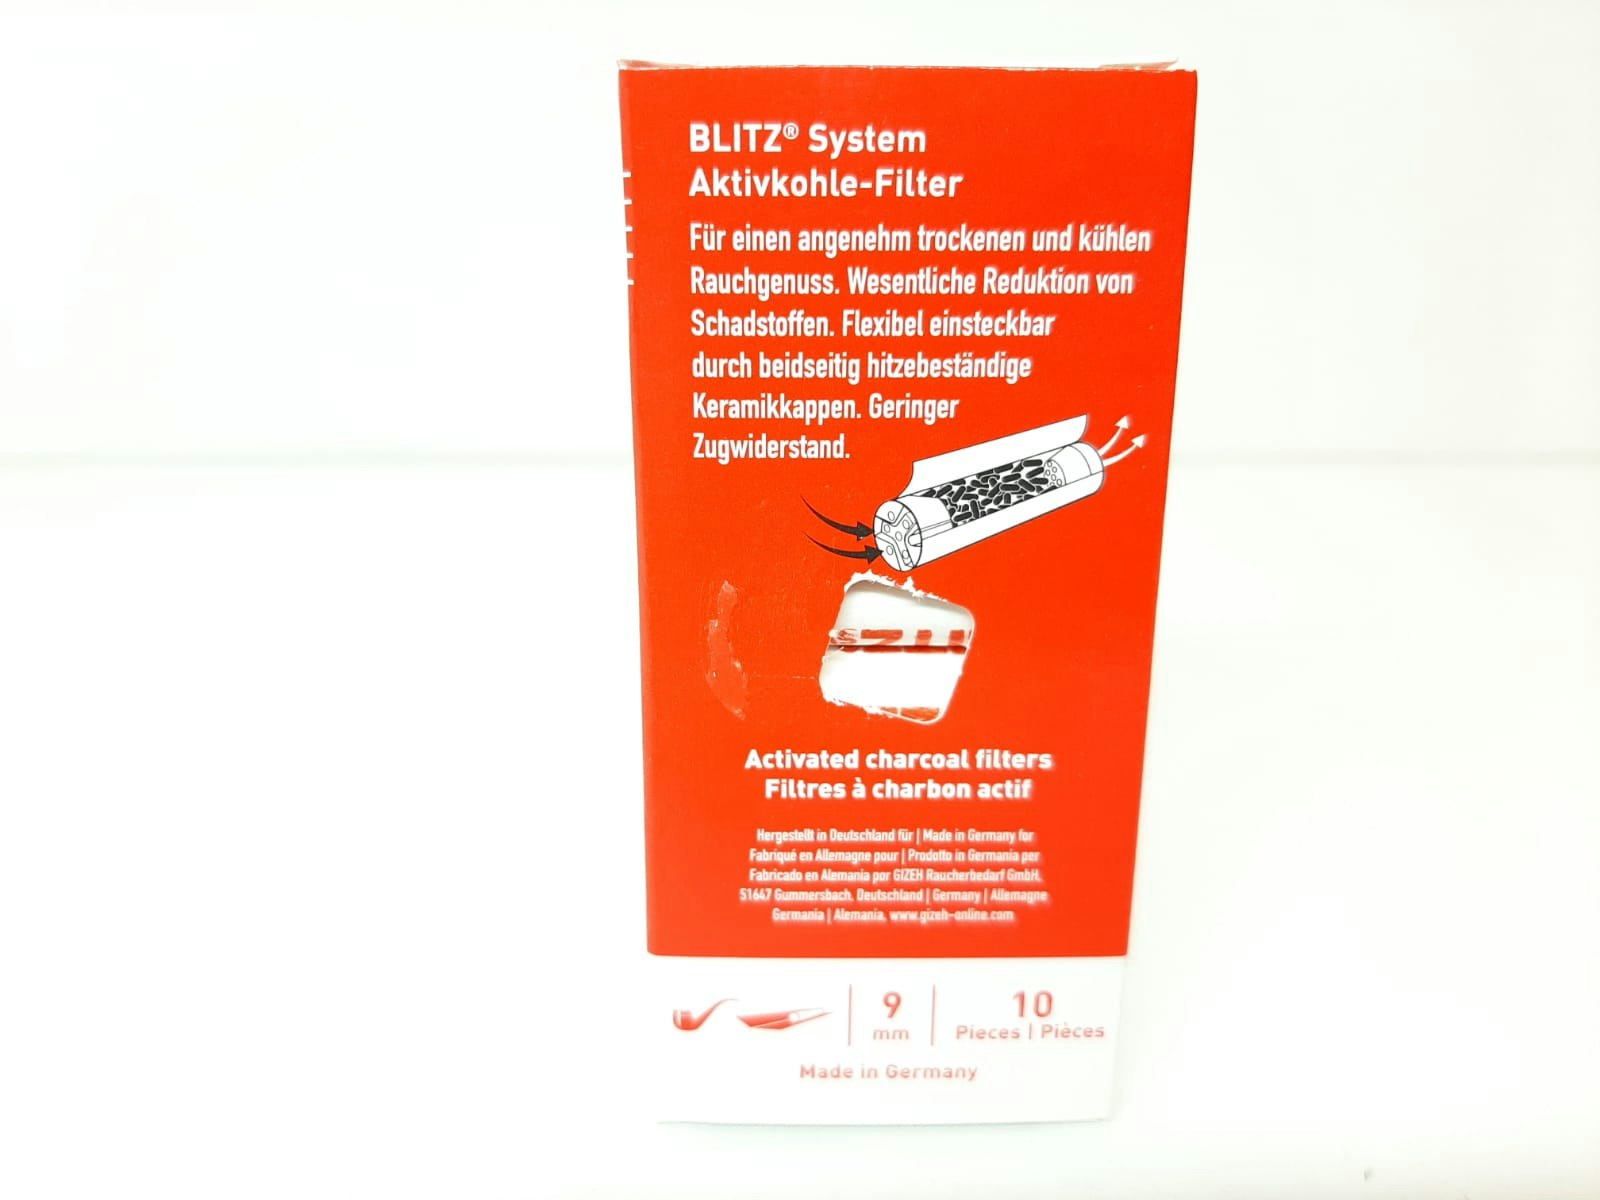 BLITZ® System
Aktivkohle-Filter
Für einen angenehm trockenen und kühlen
Rauchgenuss. Wesentliche Reduktion von
Schadstoffen. Flexibel einsteckbar
durch beidseitig hitzebeständige
Keramikkappen. Geringer
Zugwiderstand.
Activated charcoal filters
Filtres à charbon actif
Hergestellt in Deutschland für | Made in Germany for
Fabriqué en Allemagne pour | Prodotto in Germania per
Fabricado en Alemania por GIZEH Raucherbedarf GmbH,
51647 Gummersbach, Deutschland | Germany | Allemagne
Germania | Alemania, www.gizeh-online.com
9
mm
10
Pieces | Pièces
Made in Germany